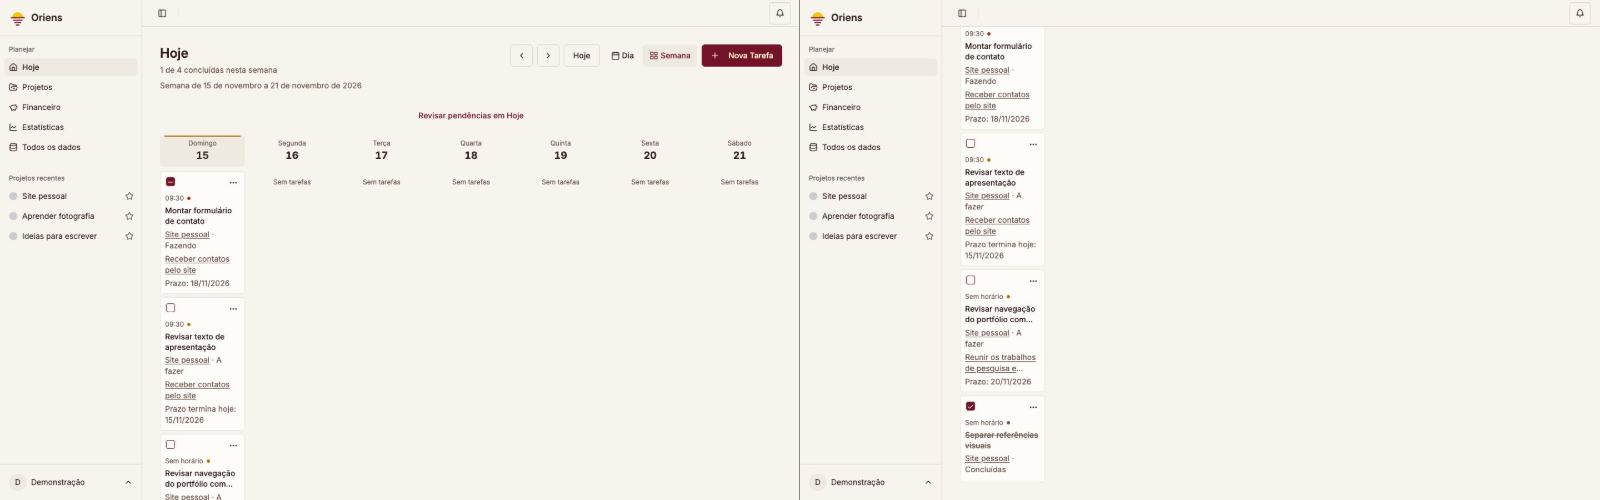 Oriens
Planejar
Hoje
Projetos
Financeiro
Estatísticas
Todos os dados
Projetos recentes
Site pessoal
Aprender fotografia
Ideias para escrever
D Demonstração
Hoje
1 de 4 concluídas nesta semana
Semana de 15 de novembro a 21 de novembro de 2026
Hoje Dia Semana + Nova Tarefa
Revisar pendências em Hoje
Domingo Segunda Terça Quarta Quinta Sexta Sábado
15 16 17 18 19 20 21
Sem tarefas Sem tarefas Sem tarefas Sem tarefas Sem tarefas Sem tarefas
09:30
Montar formulário
de contato
Site pessoal ·
Fazendo
Receber contatos
pelo site
Prazo: 18/11/2026
09:30
Revisar texto de
apresentação
Site pessoal · A
fazer
Receber contatos
pelo site
Prazo termina hoje:
15/11/2026
Sem horário
Revisar navegação
do portfólio com...
Site pessoal · A
Oriens
Planejar
Hoje
Projetos
Financeiro
Estatísticas
Todos os dados
Projetos recentes
Site pessoal
Aprender fotografia
Ideias para escrever
D Demonstração
09:30
Montar formulário
de contato
Site pessoal ·
Fazendo
Receber contatos
pelo site
Prazo: 18/11/2026
09:30
Revisar texto de
apresentação
Site pessoal · A
fazer
Receber contatos
pelo site
Prazo termina hoje:
15/11/2026
Sem horário
Revisar navegação
do portfólio com...
Site pessoal · A
fazer
Reunir os trabalhos
de pesquisa e...
Prazo: 20/11/2026
Sem horário
Separar referências
visuais
Site pessoal ·
Concluídas